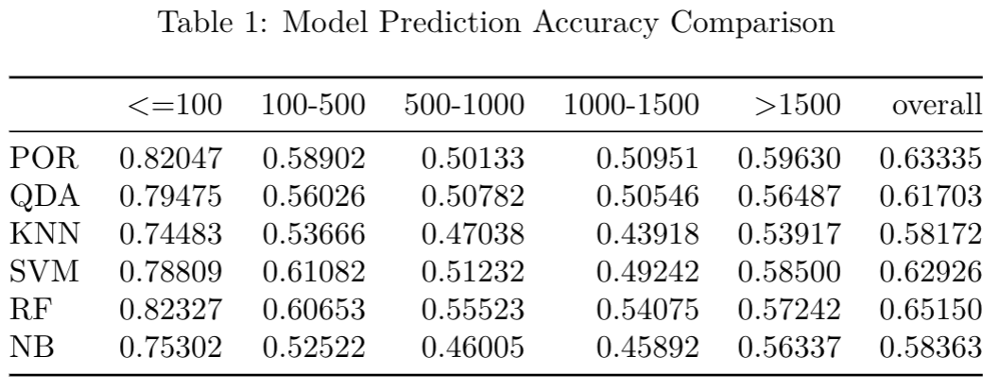 Table 1: Model Prediction Accuracy Comparison
<=100 100-500 500-1000 1000-1500 >1500 overall
POR 0.82047 0.58902 0.50133 0.50951 0.59630 0.63335
QDA 0.79475 0.56026 0.50782 0.50546 0.56487 0.61703
KNN 0.74483 0.53666 0.47038 0.43918 0.53917 0.58172
SVM 0.78809 0.61082 0.51232 0.49242 0.58500 0.62926
RF 0.82327 0.60653 0.55523 0.54075 0.57242 0.65150
NB 0.75302 0.52522 0.46005 0.45892 0.56337 0.58363